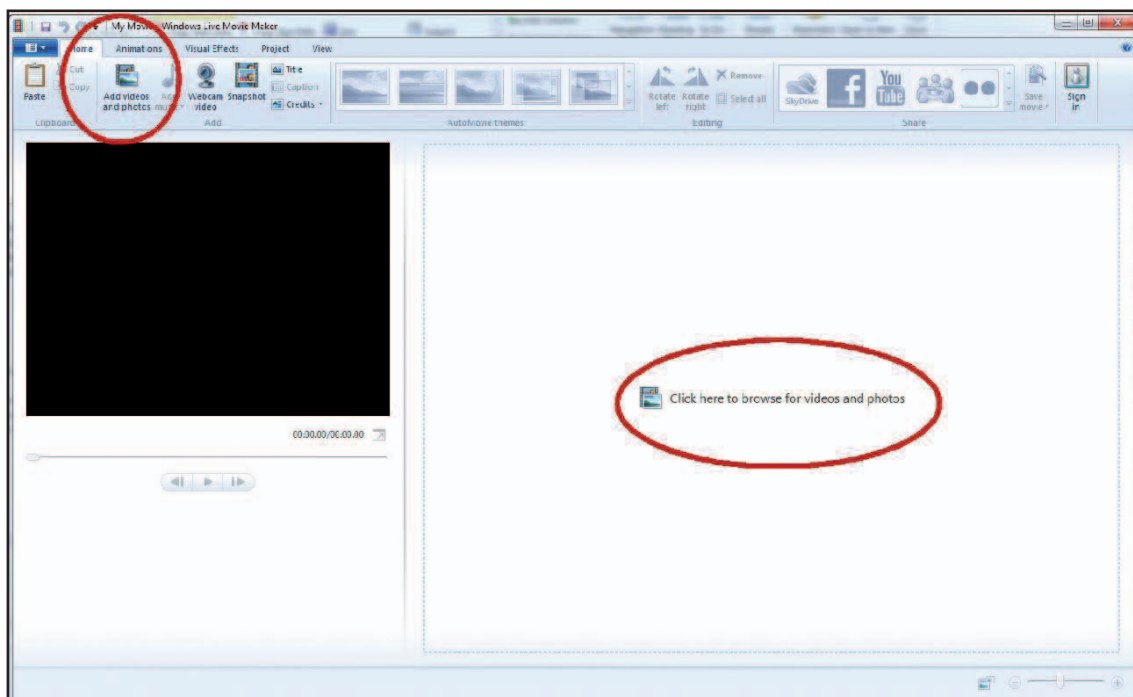 My Movie - Windows Live Movie Maker
Home Animations Visual Effects Project View
Paste
Cut
Copy
Clipboard
Add videos
and photos
Add
music
Webcam
video
Snapshot
Title
Caption
Credits
Add
AutoMovie themes
Rotate
left
Rotate
right
Remove
Select all
Editing
SkyDrive
f
You
Tube
Share
Save
movie
Sign
in
00:00.00/00:00.00
Click here to browse for videos and photos